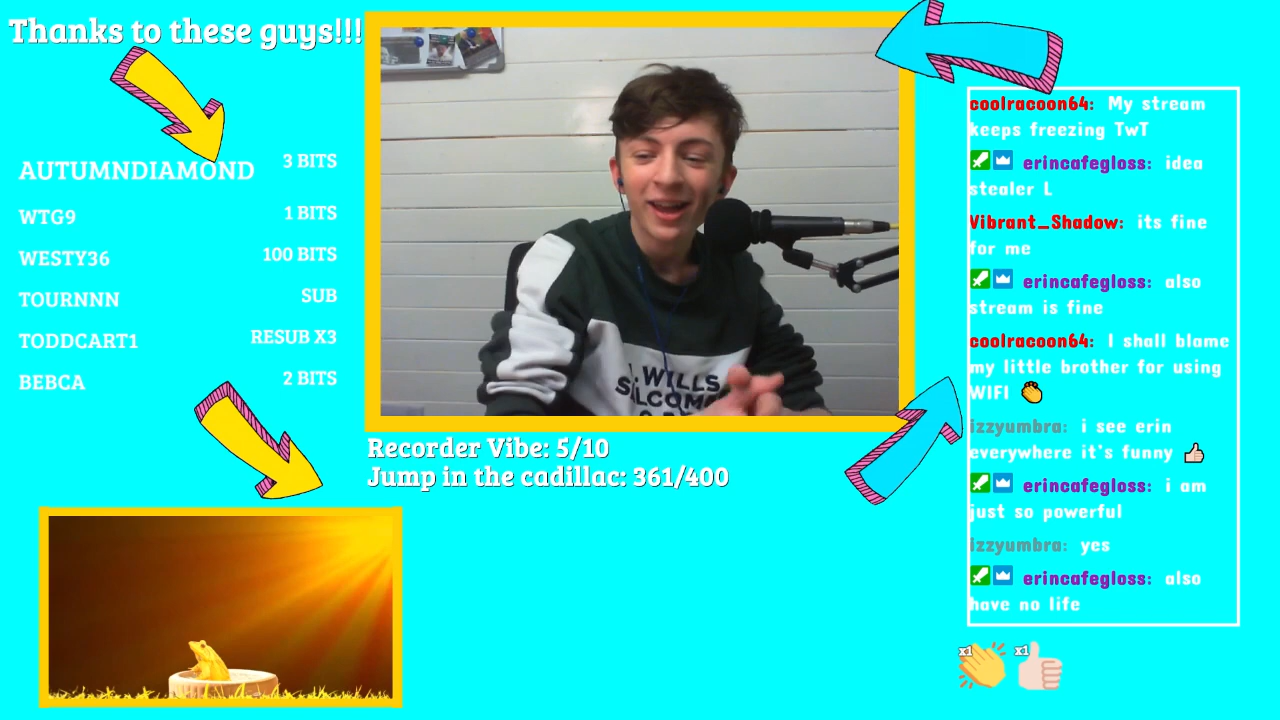 Thanks to these guys!!!
AUTUMNDIAMOND 3 BITS
WTG9 1 BITS
WESTY36 100 BITS
TOURNNN SUB
TODDCART1 RESUB X3
BEBCA 2 BITS
WYLLS
Recorder Vibe: 5/10
Jump in the cadillac: 361/400
coolracoon64: My stream
keeps freezing TwT
erincafegloss: idea
stealer L
Vibrant_Shadow: its fine
for me
erincafegloss: also
stream is fine
coolracoon64: I shall blame
my little brother for using
WIFI 👏
izzyumbra: i see erin
everywhere it's funny 👍🏻
erincafegloss: i am
just so powerful
izzyumbra: yes
erincafegloss: also
have no life
x1 x1